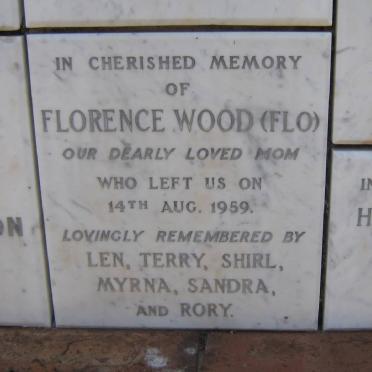 IN CHERISHED MEMORY
OF
FLORENCE WOOD (FLO)
OUR DEARLY LOVED MOM
WHO LEFT US ON
14TH AUG. 1959.
LOVINGLY REMEMBERED BY
LEN, TERRY, SHIRL,
MYRNA, SANDRA,
AND RORY.